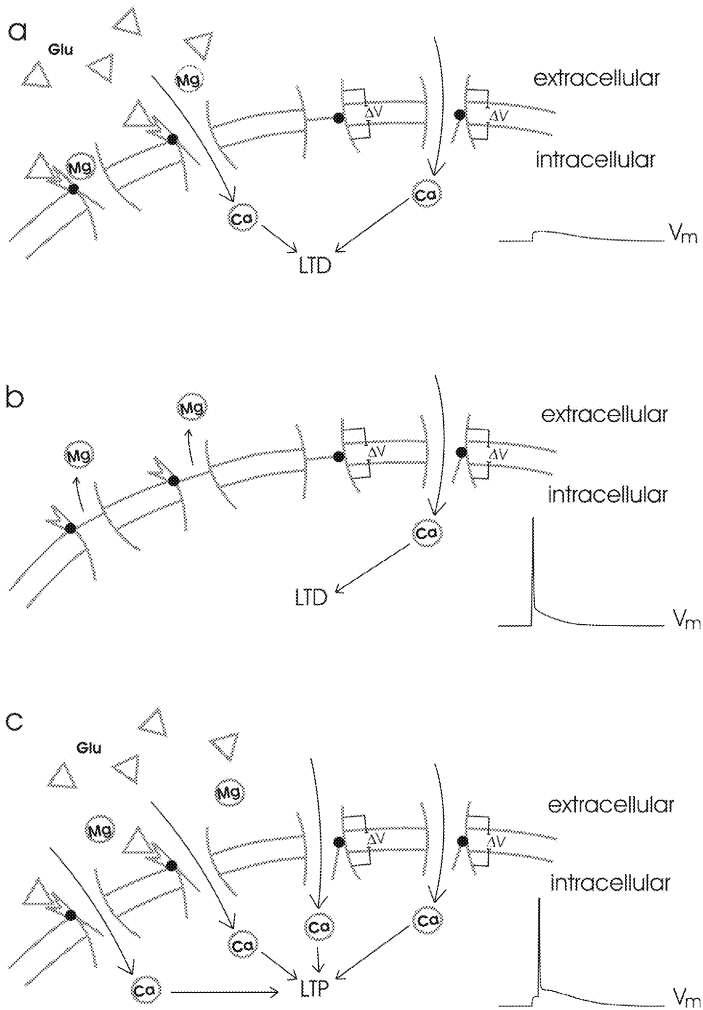 a
Glu
Mg
extracellular
ΔV ΔV
Mg
intracellular
Ca Ca
Vm
LTD
b
Mg
extracellular
Mg
ΔV ΔV
intracellular
Ca
LTD
Vm
c
Glu
Mg
extracellular
Mg
ΔV ΔV
intracellular
Ca Ca
Ca
Ca LTP
Vm